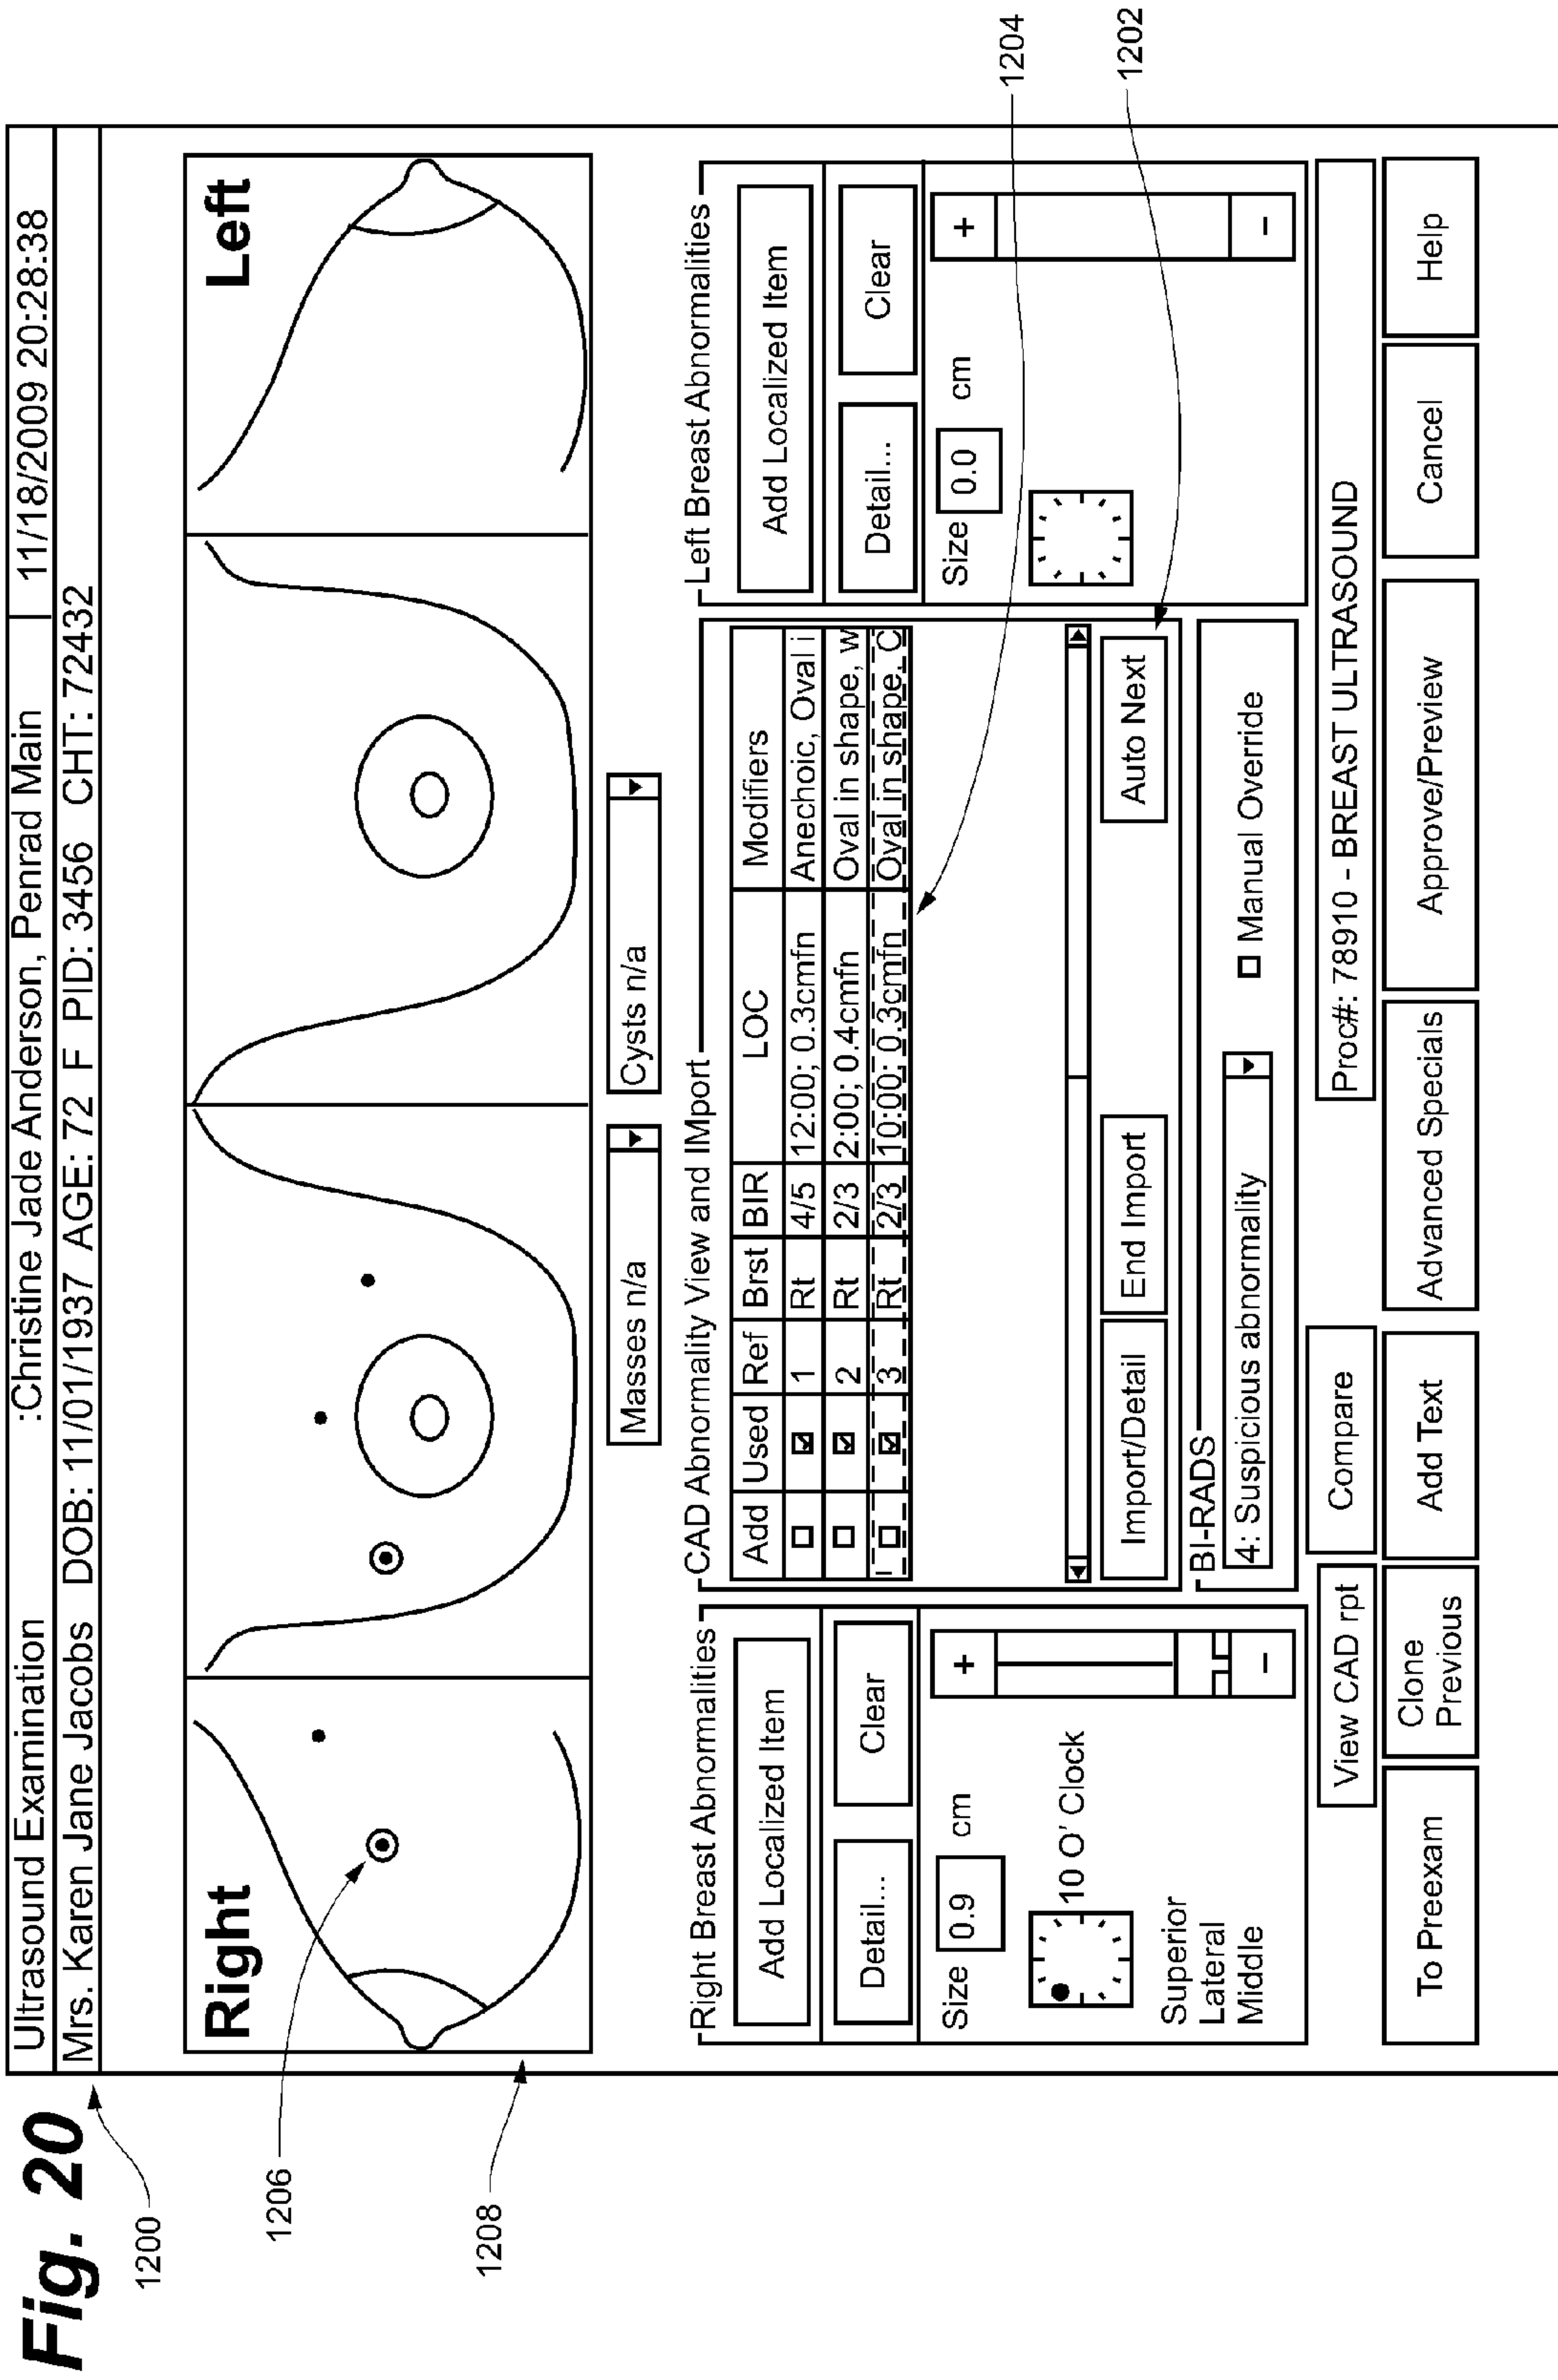 Fig. 20
1200
1206
1208
1204
1202
Ultrasound Examination :Christine Jade Anderson, Penrad Main | 11/18/2009 20:28:38
Mrs. Karen Jane Jacobs DOB: 11/01/1937 AGE: 72 F PID: 3456 CHT: 72432
Right Left
Masses n/a Cysts n/a
Right Breast Abnormalities
Add Localized Item
Detail... Clear
Size 0.9 cm
+
10 O' Clock
Superior
Lateral
Middle
−
CAD Abnormality View and IMport
Add Used Ref Brst BIR LOC Modifiers
1 Rt 4/5 12:00; 0.3cmfn Anechoic, Oval i
2 Rt 2/3 2:00; 0.4cmfn Oval in shape, w
3 Rt 2/3 10:00; 0.3cmfn Oval in shape. C
Import/Detail End Import Auto Next
BI-RADS
4: Suspicious abnormality Manual Override
Left Breast Abnormalities
Add Localized Item
Detail... Clear
Size 0.0 cm
+
−
View CAD rpt Compare Proc#: 78910 - BREAST ULTRASOUND
To Preexam Clone Previous Add Text Advanced Specials Approve/Preview Cancel Help